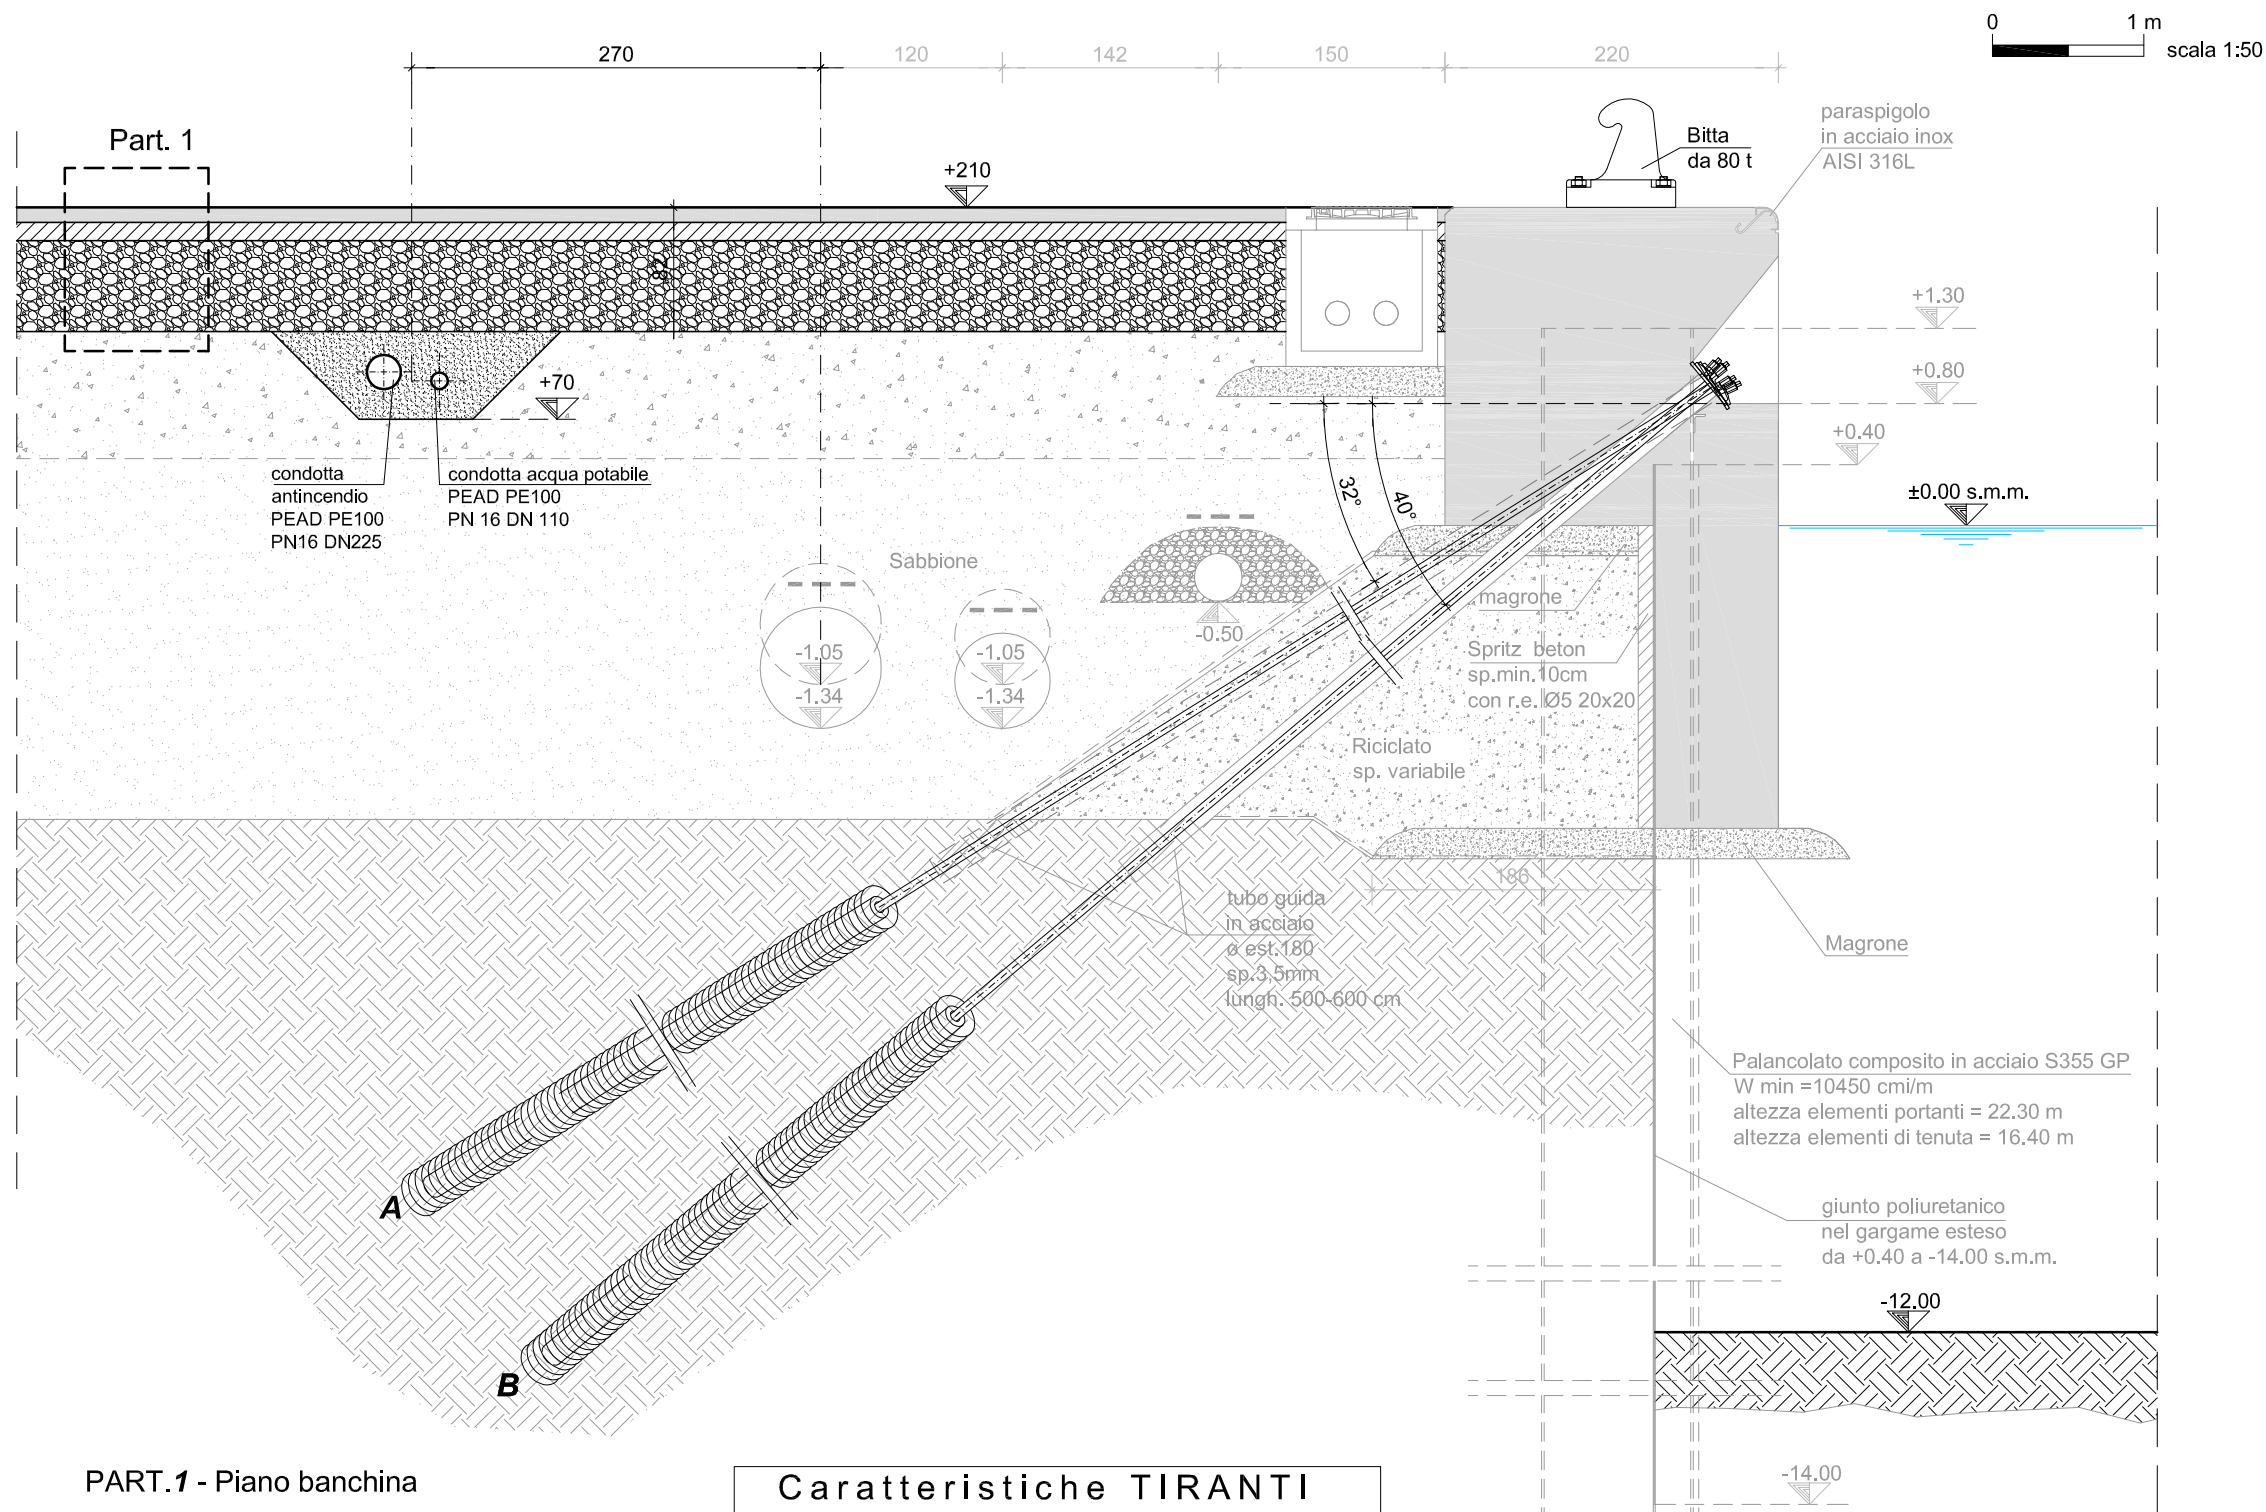 0 1 m
scala 1:50
270 120 142 150 220
Part. 1
+210
Bitta
da 80 t
paraspigolo
in acciaio inox
AISI 316L
82
+1.30
+0.80
+70
+0.40
condotta
antincendio
PEAD PE100
PN16 DN225
condotta acqua potabile
PEAD PE100
PN 16 DN 110
32°
40°
±0.00 s.m.m.
Sabbione
magrone
-0.50
-1.05
-1.34
-1.05
-1.34
Spritz beton
sp.min.10cm
con r.e. Ø5 20x20
Riciclato
sp. variabile
186
tubo guida
in acciaio
ø est.180
sp.3,5mm
lungh. 500-600 cm
Magrone
Palancolato composito in acciaio S355 GP
W min =10450 cmi/m
altezza elementi portanti = 22.30 m
altezza elementi di tenuta = 16.40 m
A
giunto poliuretanico
nel gargame esteso
da +0.40 a -14.00 s.m.m.
-12.00
B
-14.00
PART.1 - Piano banchina
Caratteristiche TIRANTI